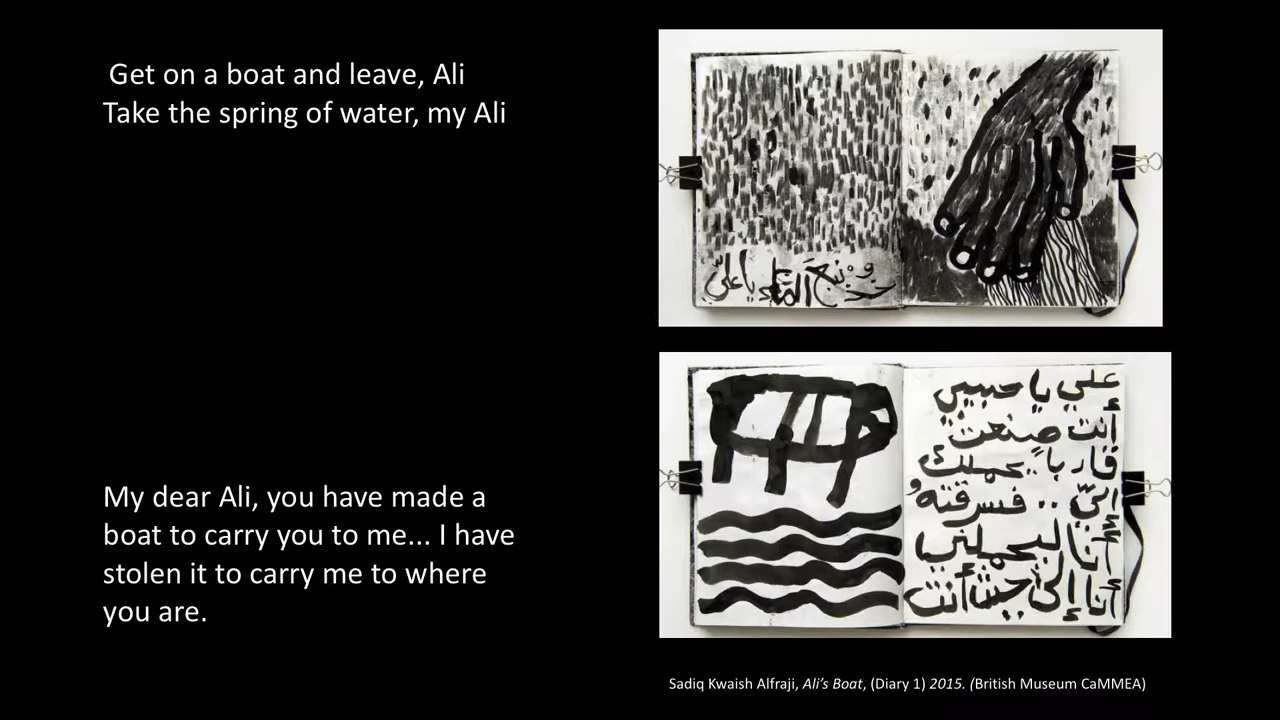 Get on a boat and leave, Ali
Take the spring of water, my Ali
وخذ نبع الماء يا عليّ
My dear Ali, you have made a
boat to carry you to me... I have
stolen it to carry me to where
you are.
علي يا حبيبي
أنت صنعت
قارباً.. يحملك
إليّ .. فسرقتهُ
أنا ليحملني
أنا إلى حيث أنت
Sadiq Kwaish Alfraji, Ali's Boat, (Diary 1) 2015. (British Museum CaMMEA)